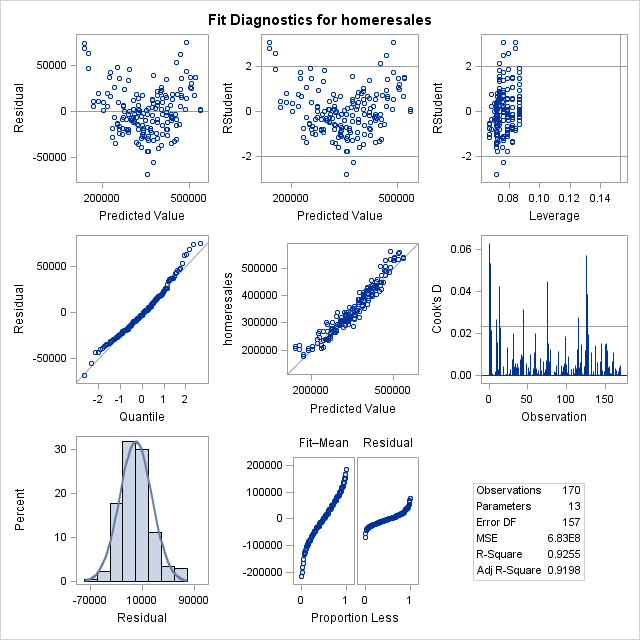 Fit Diagnostics for homeresales
50000
0
-50000
Residual
200000 500000
Predicted Value
2
0
-2
RStudent
200000 500000
Predicted Value
2
0
-2
RStudent
0.08 0.10 0.12 0.14
Leverage
50000
0
-50000
Residual
-2 -1 0 1 2
Quantile
500000
400000
300000
200000
homeresales
200000 500000
Predicted Value
0.06
0.04
0.02
0.00
Cook's D
0 50 100 150
Observation
30
20
10
0
Percent
-70000 10000 90000
Residual
Fit–Mean Residual
200000
100000
0
-100000
-200000
0 1 0 1
Proportion Less
Observations 170
Parameters 13
Error DF 157
MSE 6.83E8
R-Square 0.9255
Adj R-Square 0.9198